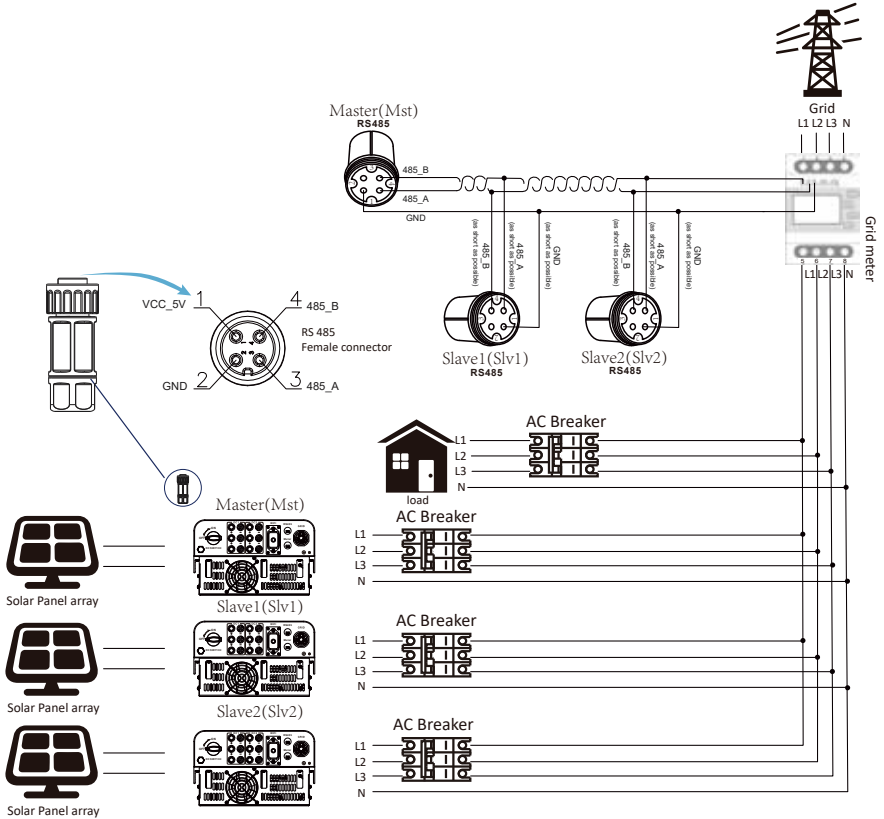 Grid
L1 L2 L3 N
Master(Mst)
RS485
485_B
485_A
GND
Grid meter
485_B
(as short as possible)
485_A
(as short as possible)
GND
(as short as possible)
485_B
(as short as possible)
485_A
(as short as possible)
GND
(as short as possible)
5 6 7 8
L1 L2 L3 N
VCC_5V 1
4 485_B
RS 485
Female connector
GND 2
3 485_A
Slave1(Slv1)
RS485
Slave2(Slv2)
RS485
AC Breaker
L1
L2
L3
N
load
Master(Mst)
AC Breaker
L1
L2
L3
N
Solar Panel array
Slave1(Slv1)
AC Breaker
L1
L2
L3
N
Solar Panel array
Slave2(Slv2)
AC Breaker
L1
L2
L3
N
Solar Panel array